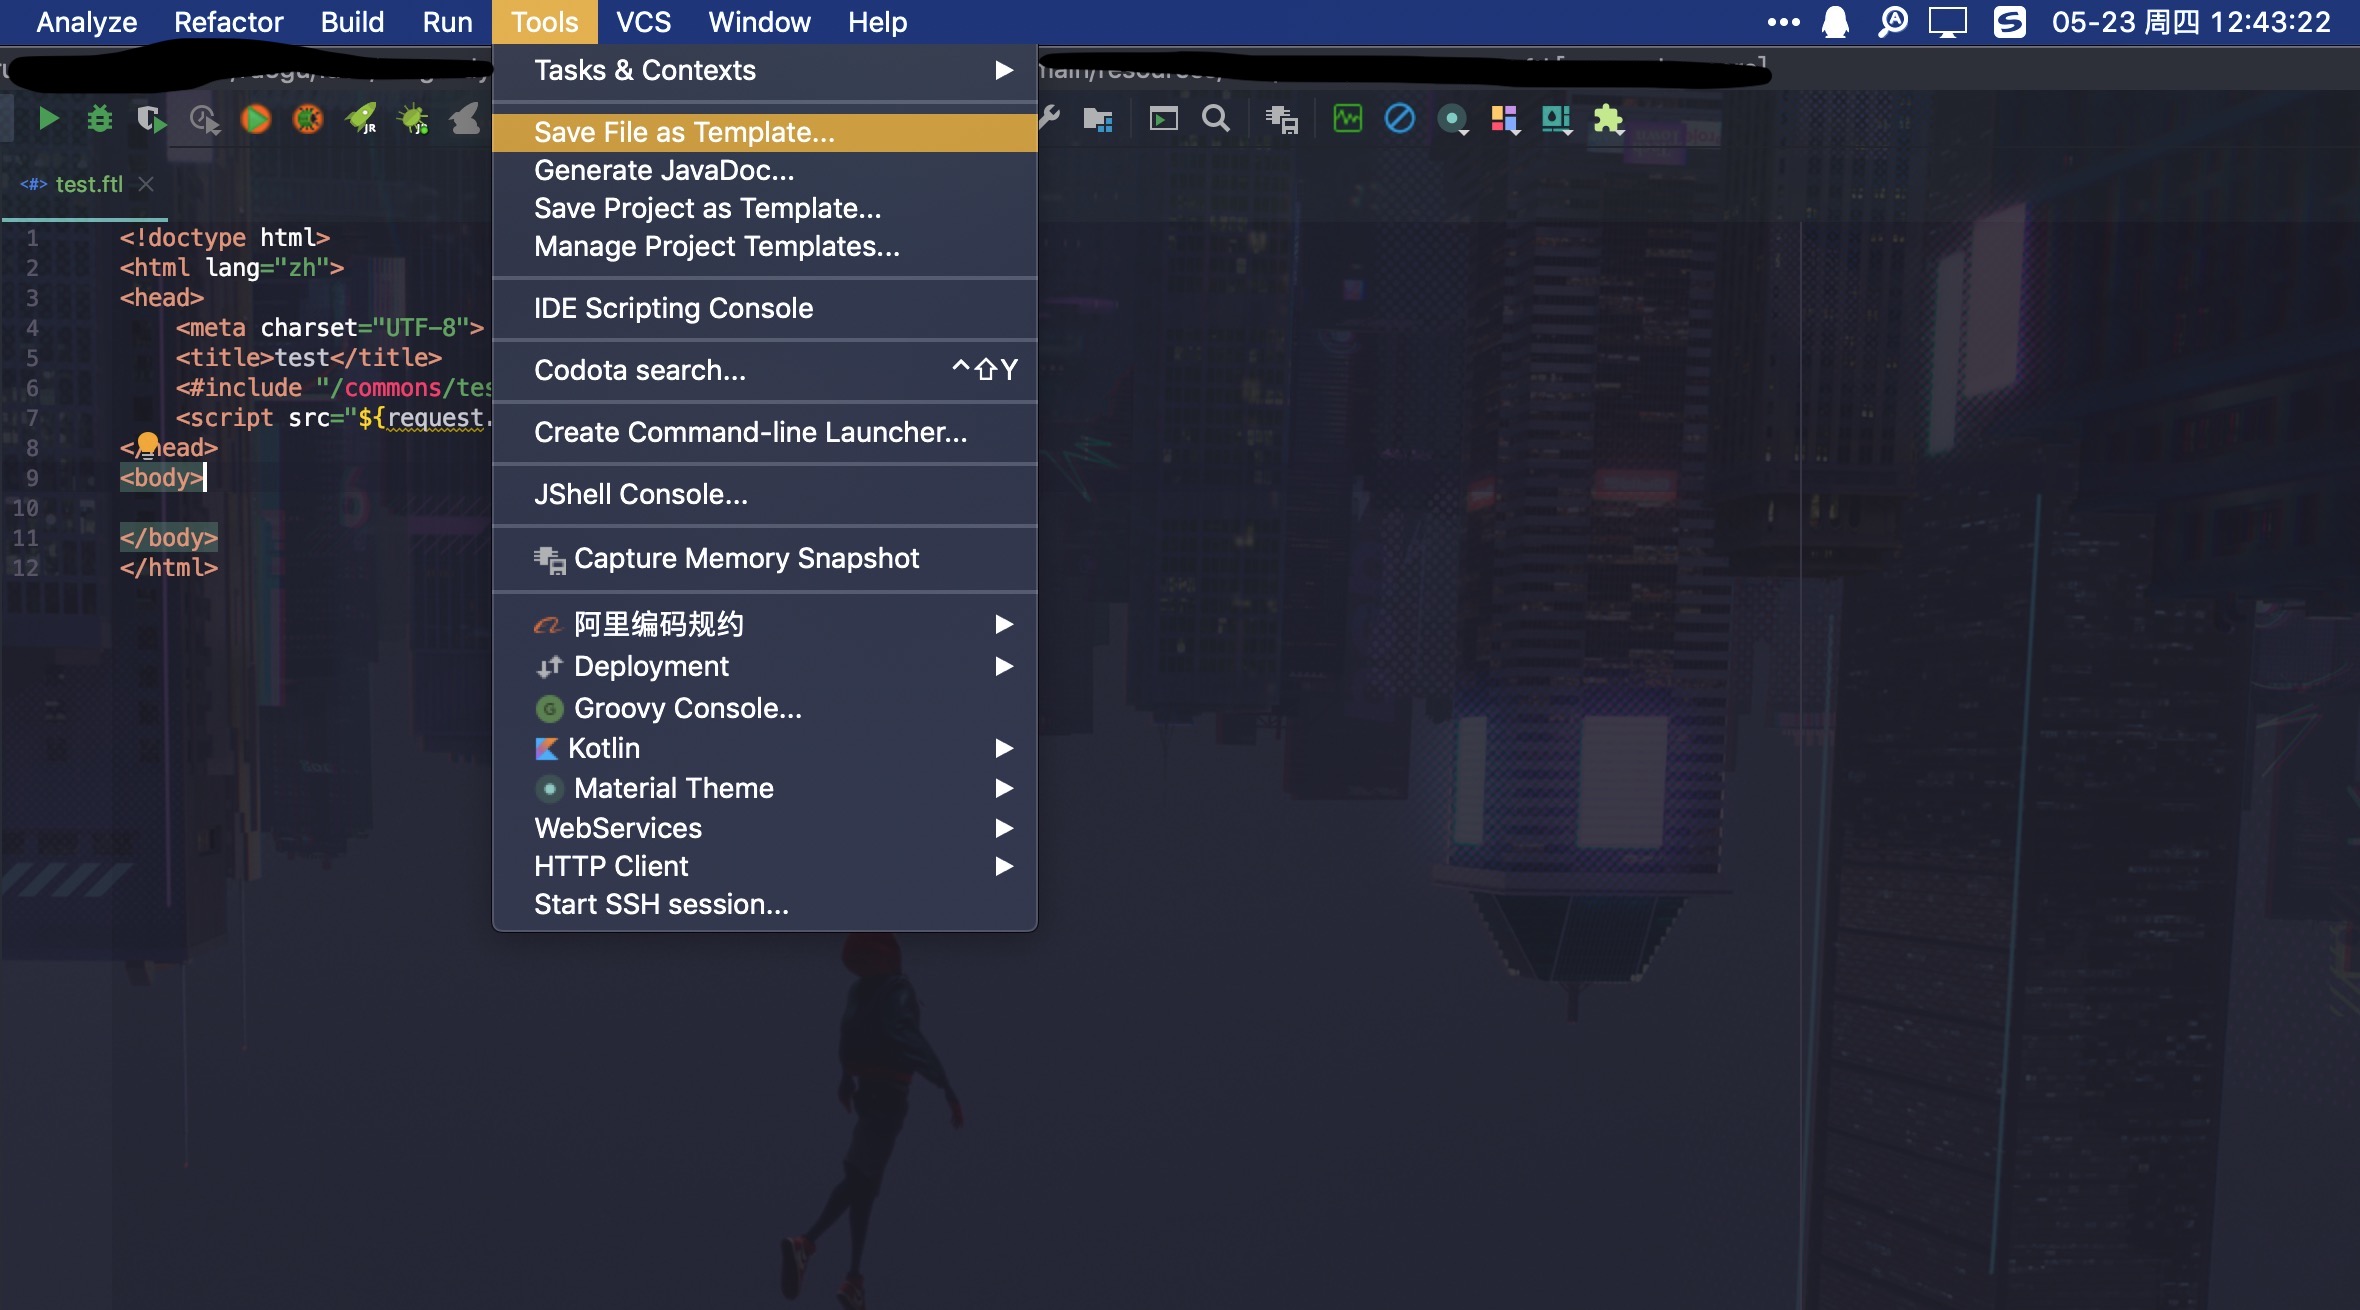 Analyze Refactor Build Run Tools VCS Window Help 05-23 周四 12:43:22
Tasks & Contexts
Save File as Template...
Generate JavaDoc...
Save Project as Template...
Manage Project Templates...
IDE Scripting Console
Codota search... ^⇧Y
Create Command-line Launcher...
JShell Console...
Capture Memory Snapshot
阿里编码规约
Deployment
Groovy Console...
Kotlin
Material Theme
WebServices
HTTP Client
Start SSH session...
<#> test.ftl
1 <!doctype html>
2 <html lang="zh">
3 <head>
4 <meta charset="UTF-8">
5 <title>test</title>
6 <#include "/commons/tes
7 <script src="${request.
8 </head>
9 <body>
10
11 </body>
12 </html>